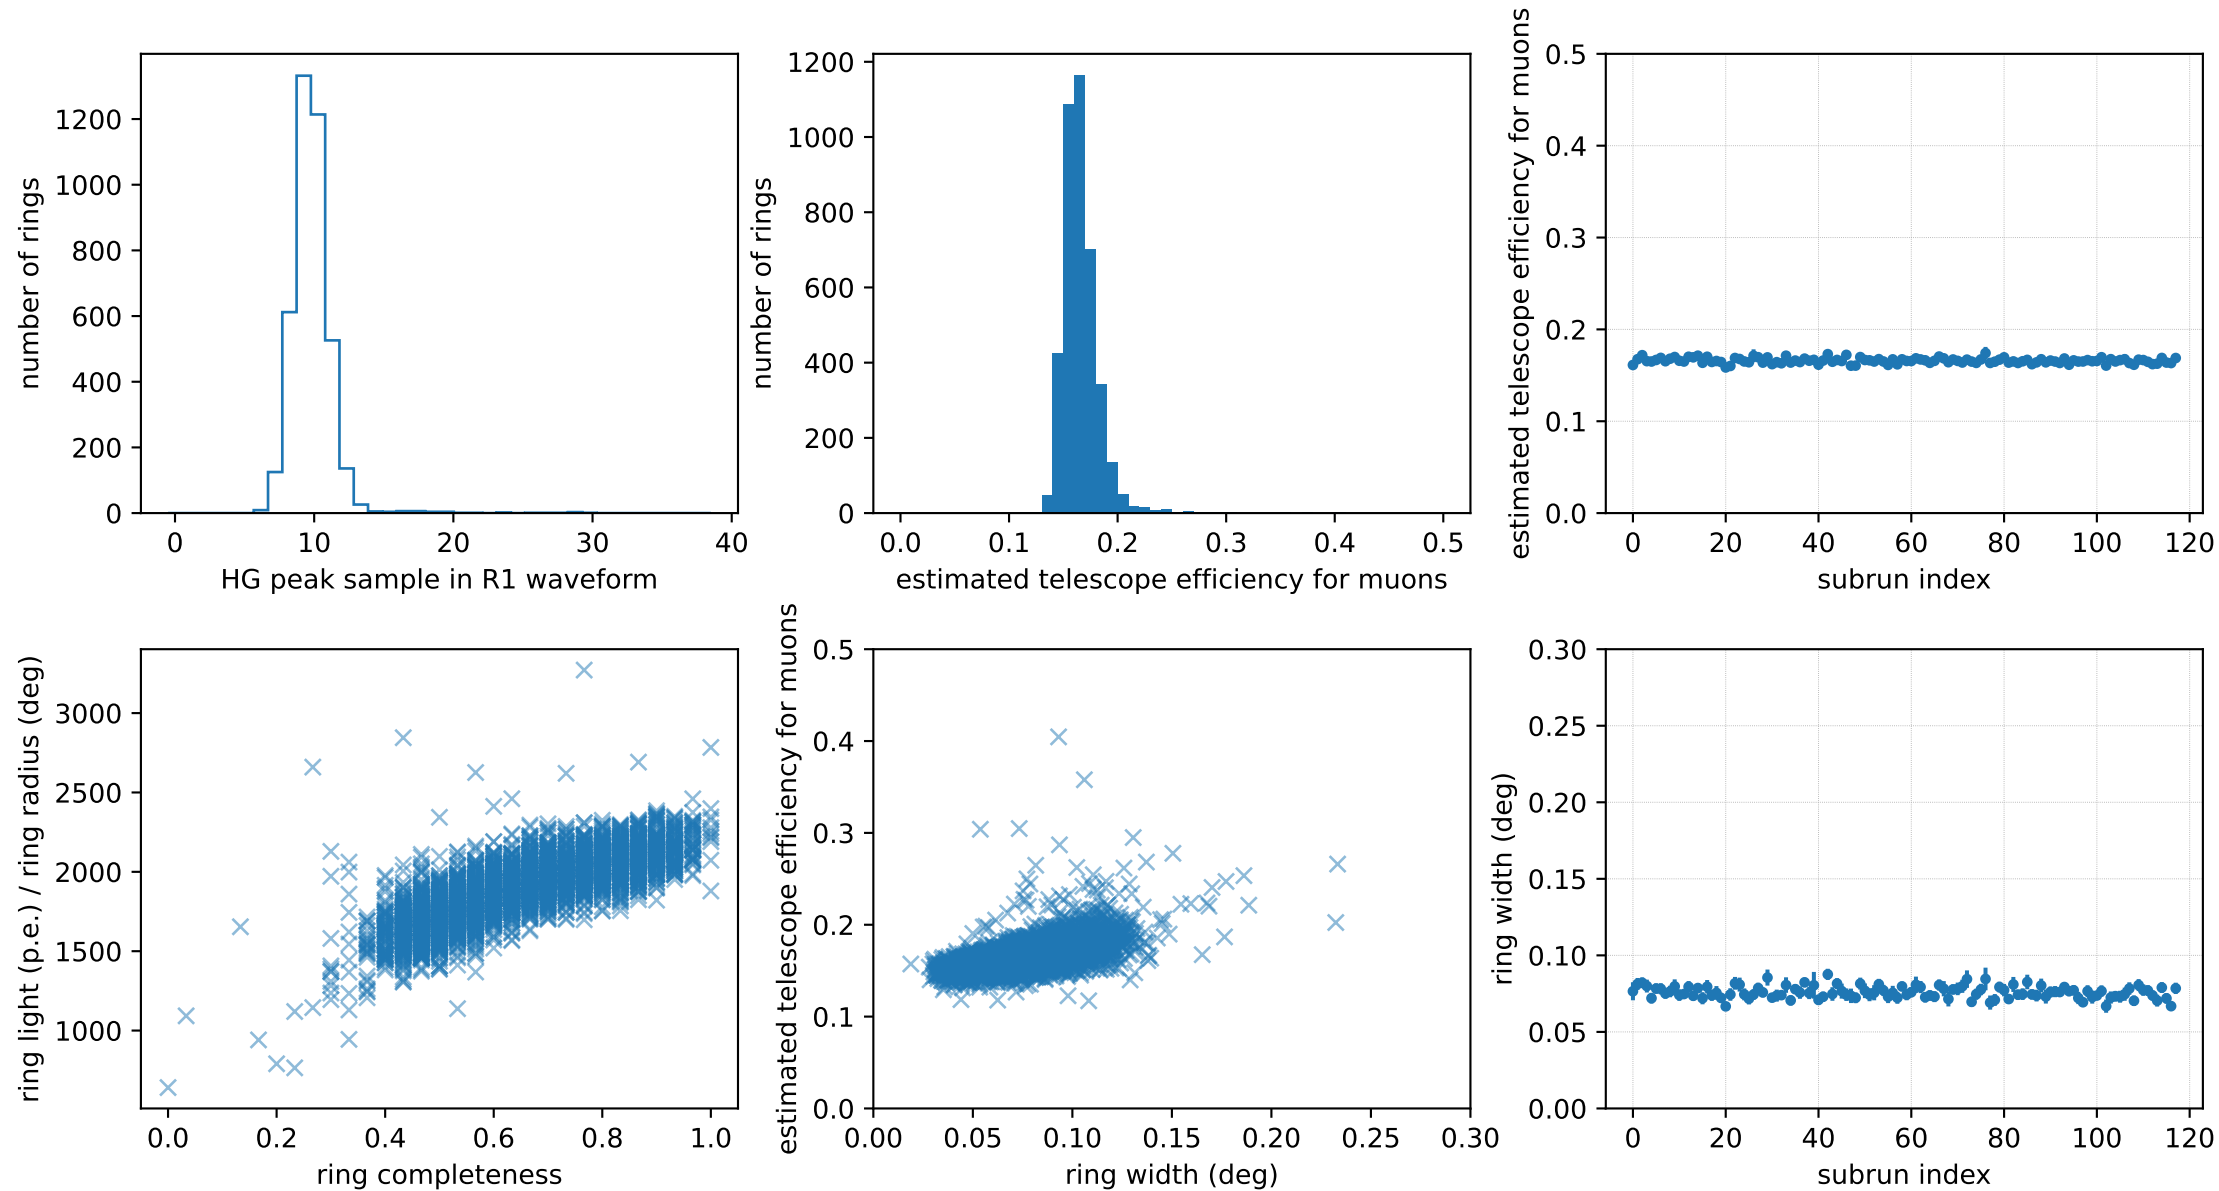 number of rings
1200
1000
800
600
400
200
0
0 10 20 30 40
HG peak sample in R1 waveform
number of rings
1200
1000
800
600
400
200
0
0.0 0.1 0.2 0.3 0.4 0.5
estimated telescope efficiency for muons
estimated telescope efficiency for muons
0.5
0.4
0.3
0.2
0.1
0.0
0 20 40 60 80 100 120
subrun index
ring light (p.e.) / ring radius (deg)
3000
2500
2000
1500
1000
0.0 0.2 0.4 0.6 0.8 1.0
ring completeness
estimated telescope efficiency for muons
0.5
0.4
0.3
0.2
0.1
0.0
0.00 0.05 0.10 0.15 0.20 0.25 0.30
ring width (deg)
ring width (deg)
0.30
0.25
0.20
0.15
0.10
0.05
0.00
0 20 40 60 80 100 120
subrun index